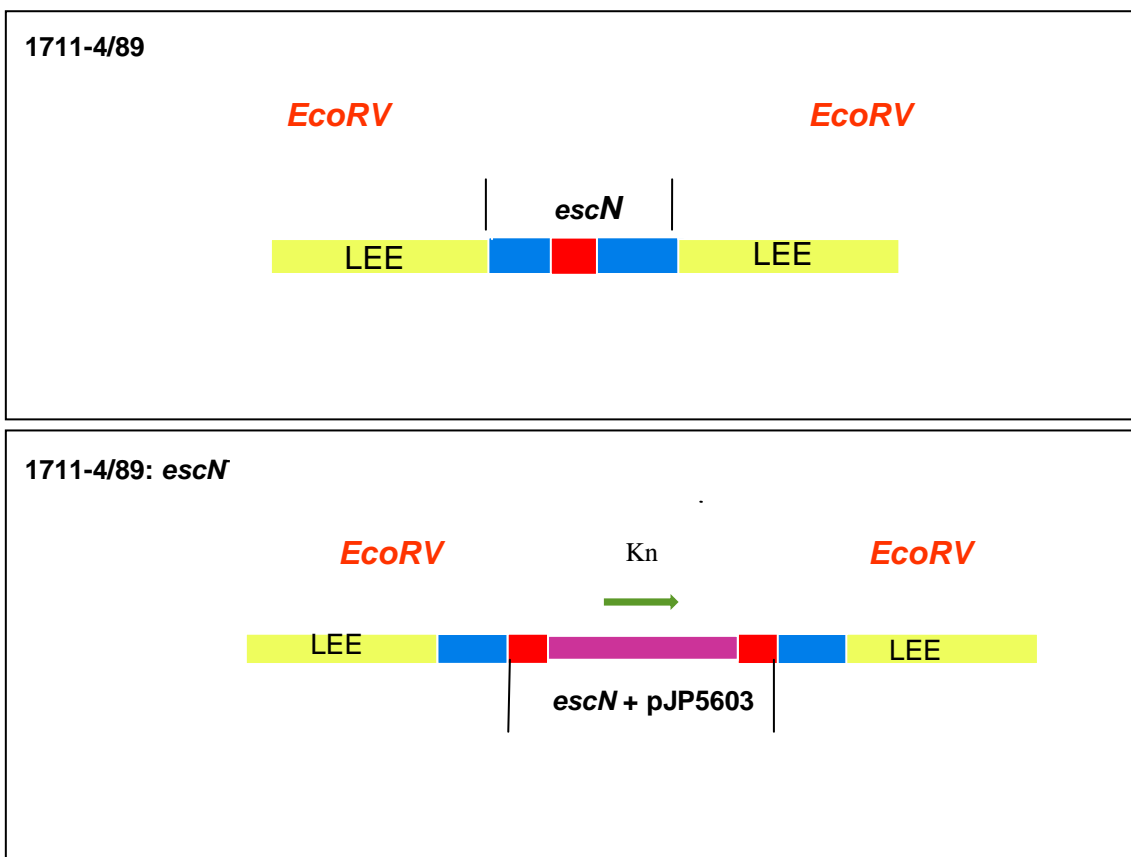 1711-4/89
EcoRV EcoRV
escN
LEE LEE
1711-4/89: escN-
EcoRV Kn EcoRV
LEE LEE
escN + pJP5603